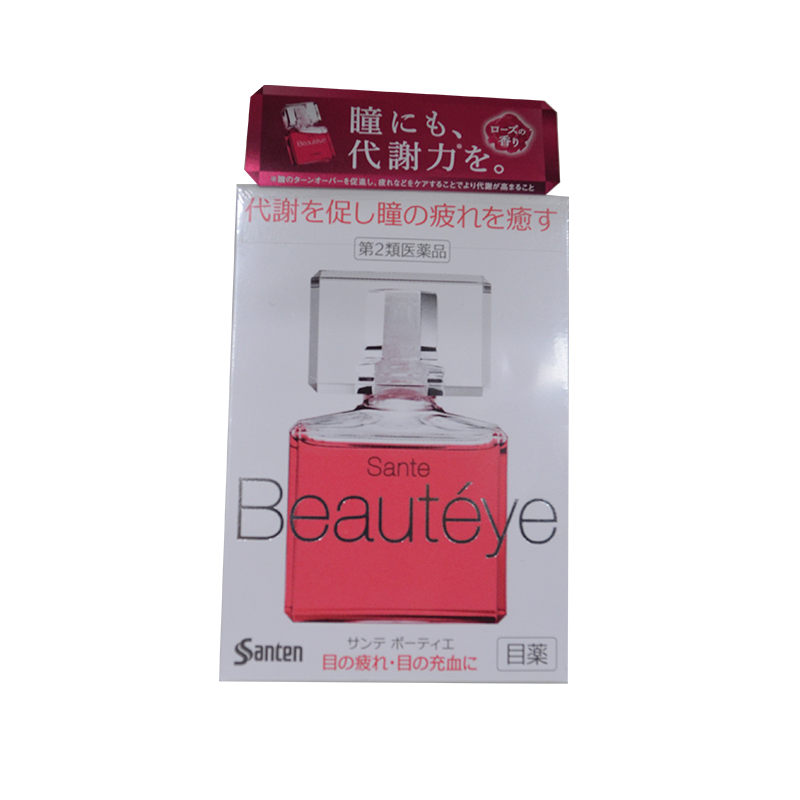 Beautéye
瞳にも、
代謝力を。
ローズの
香り
※瞳のターンオーバーを促進し、疲れなどをケアすることでより代謝が高まること
代謝を促し瞳の疲れを癒す
第2類医薬品
Sante
Beautéye
Santen
サンテ ボーティエ
目の疲れ・目の充血に
目薬